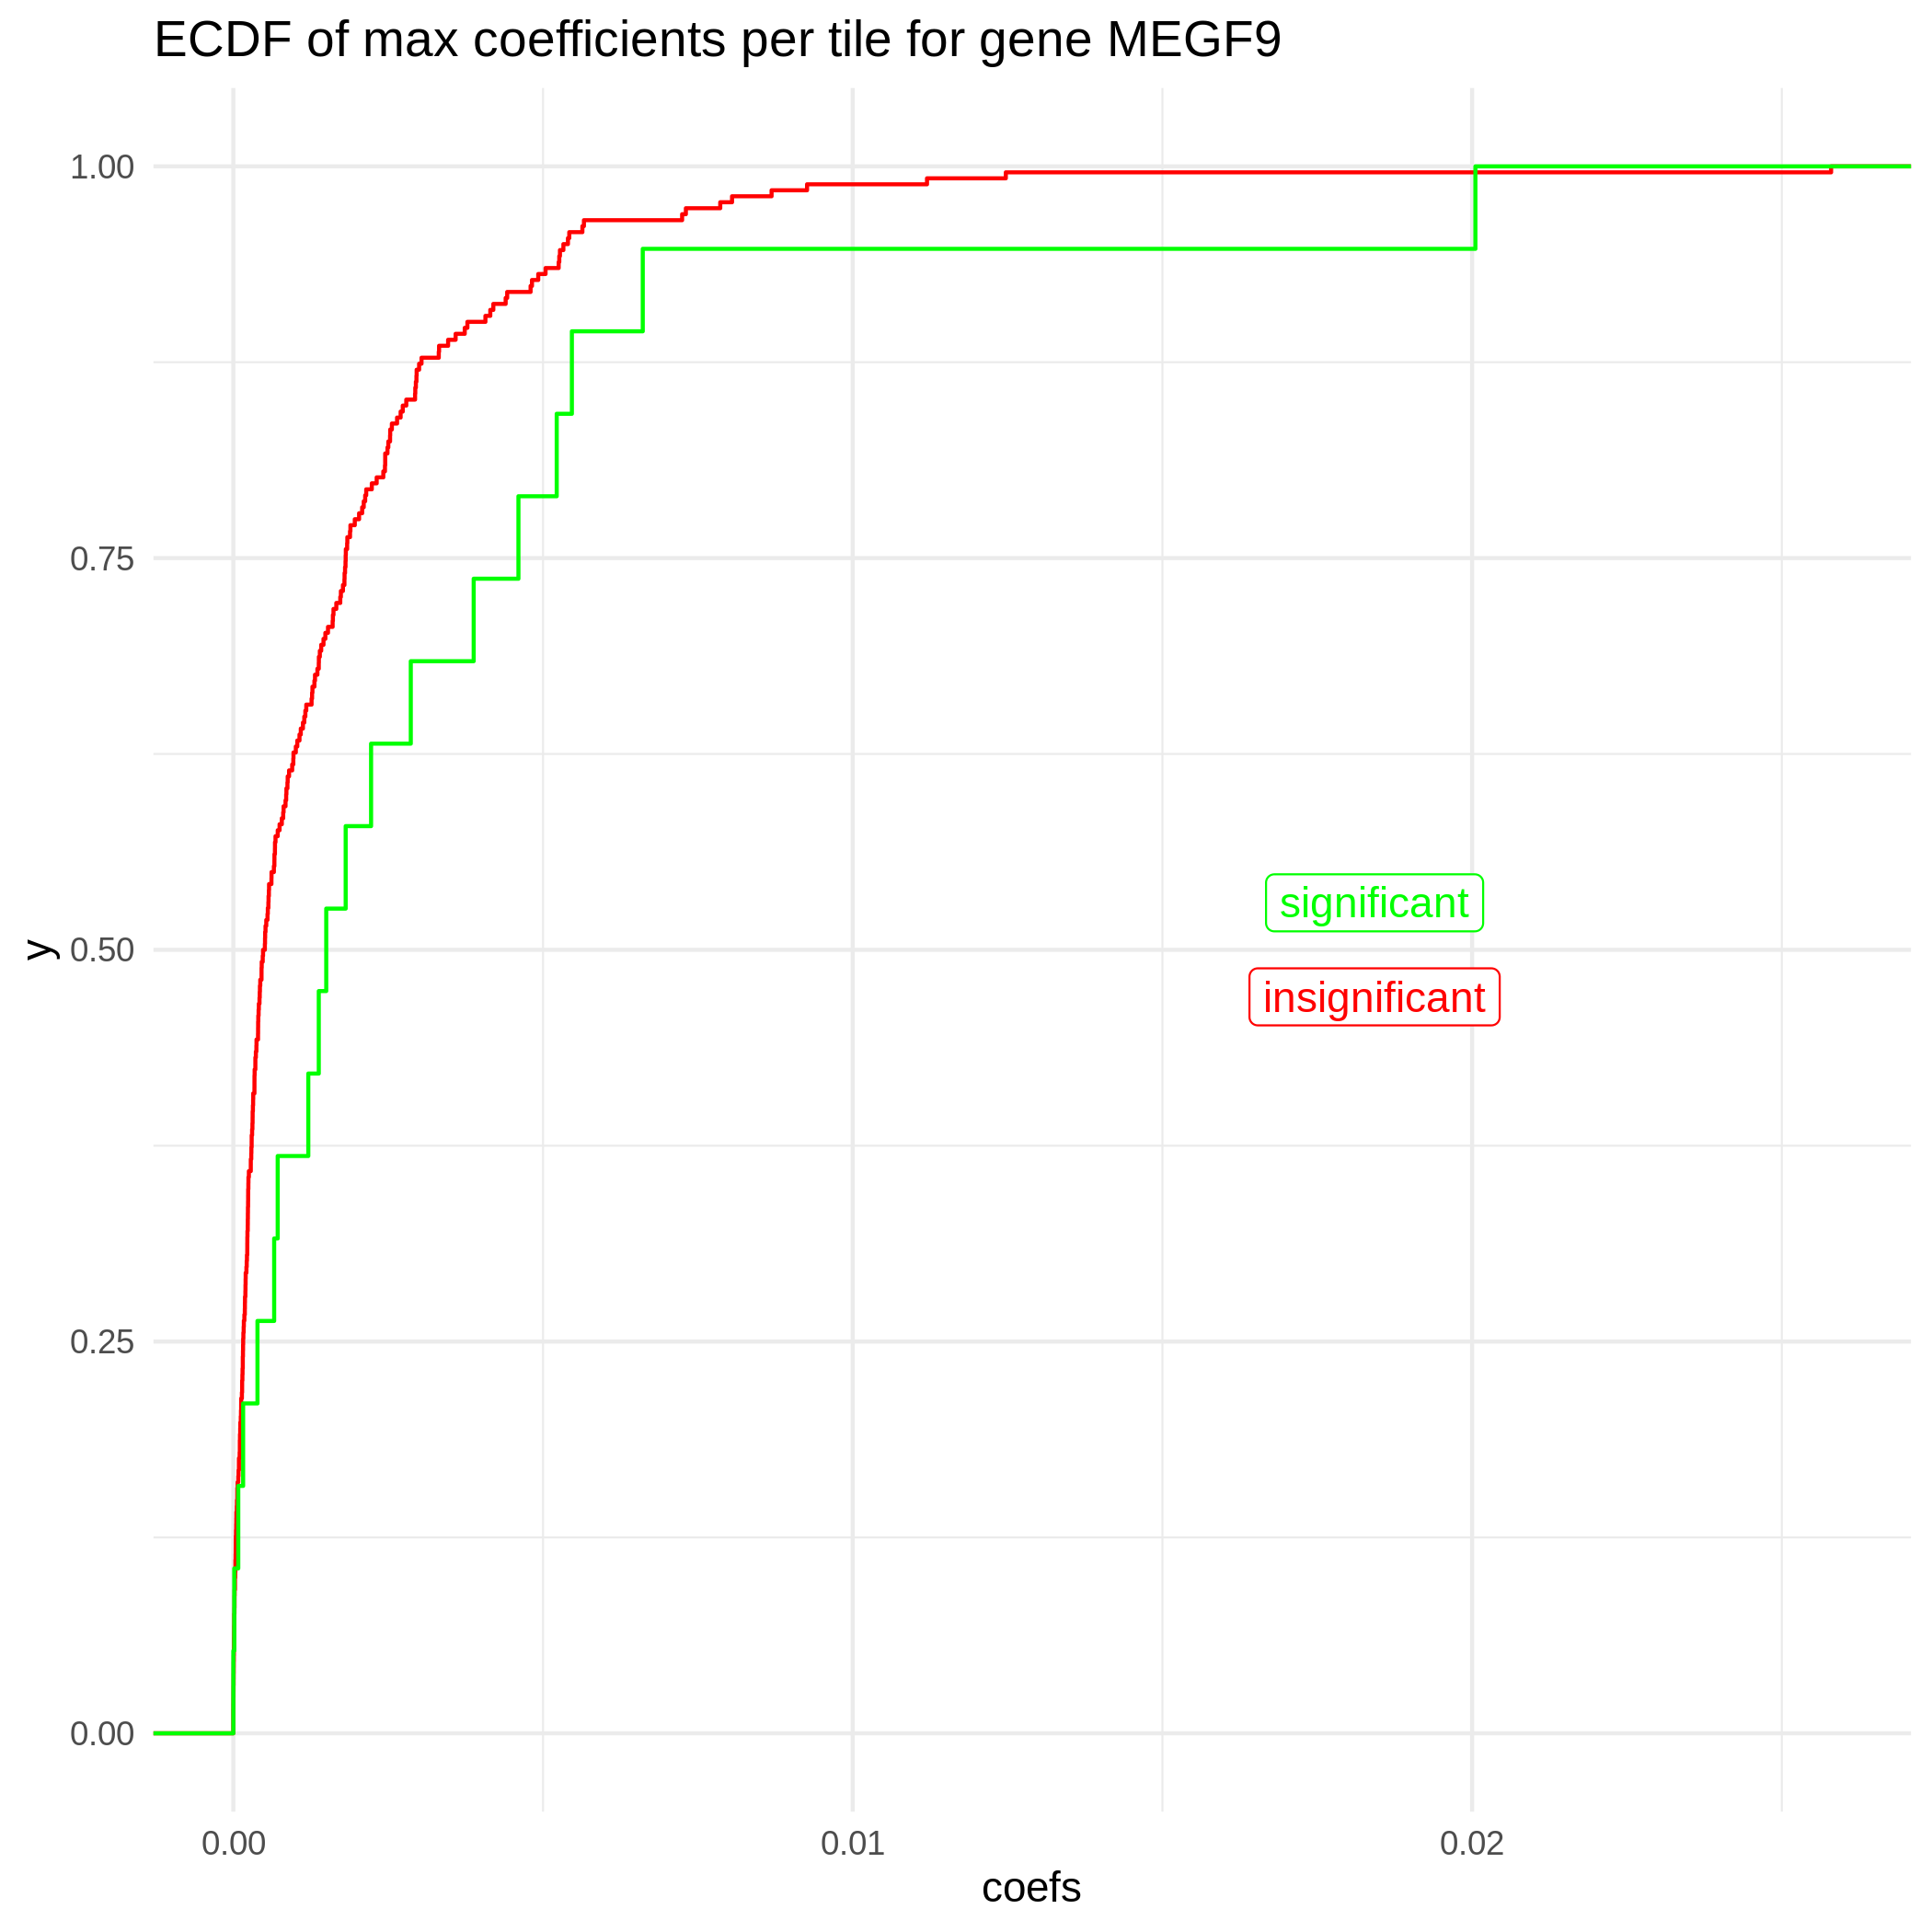 ECDF of max coefficients per tile for gene MEGF9
1.00
0.75
0.50
0.25
0.00
y
significant
insignificant
0.00 0.01 0.02
coefs